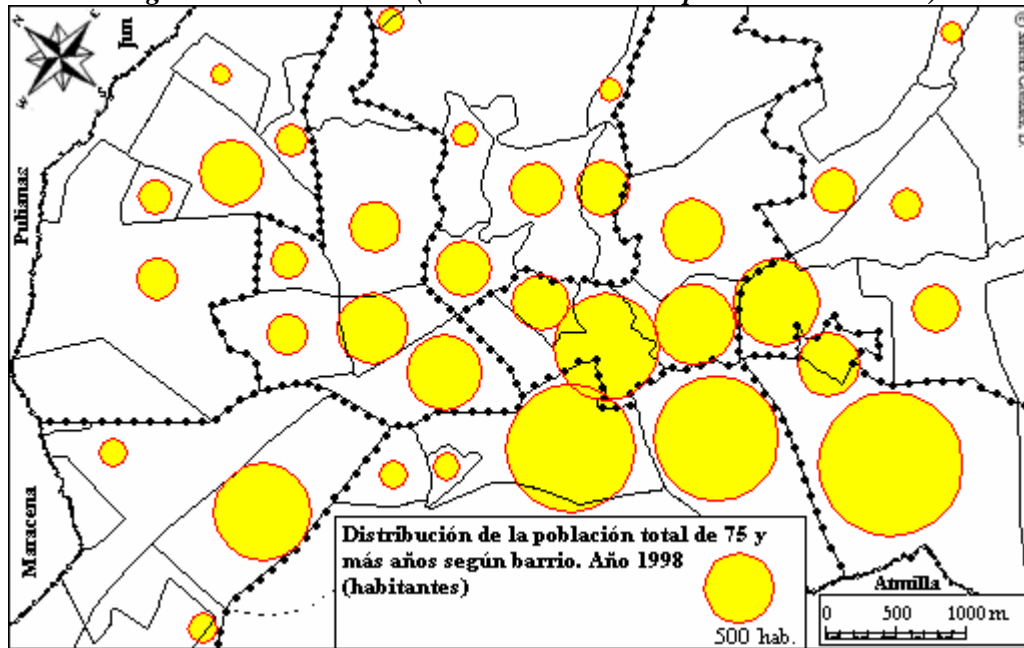 N
E
S
W
Jun
Pulianas
Maracena
Distribución de la población total de 75 y
más años según barrio. Año 1998
(habitantes)
500 hab.
Armilla
0 500 1000 m.